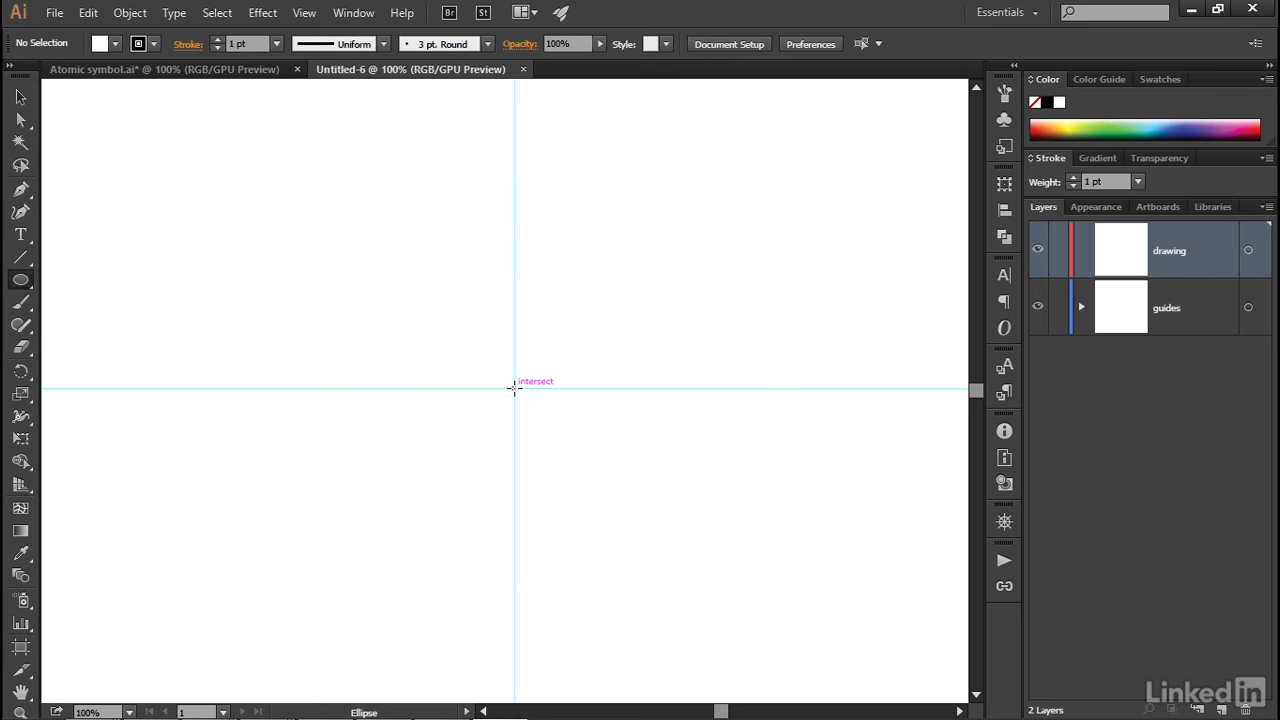 Ai File Edit Object Type Select Effect View Window Help Br St Essentials
No Selection Stroke: 1 pt Uniform 3 pt. Round Opacity: 100% Style: Document Setup Preferences
Atomic symbol.ai* @ 100% (RGB/GPU Preview) × Untitled-6 @ 100% (RGB/GPU Preview) ×
Color Color Guide Swatches
Stroke Gradient Transparency
Weight: 1 pt
Layers Appearance Artboards Libraries
drawing
guides
intersect
LinkedIn
100% 1 Ellipse 2 Layers